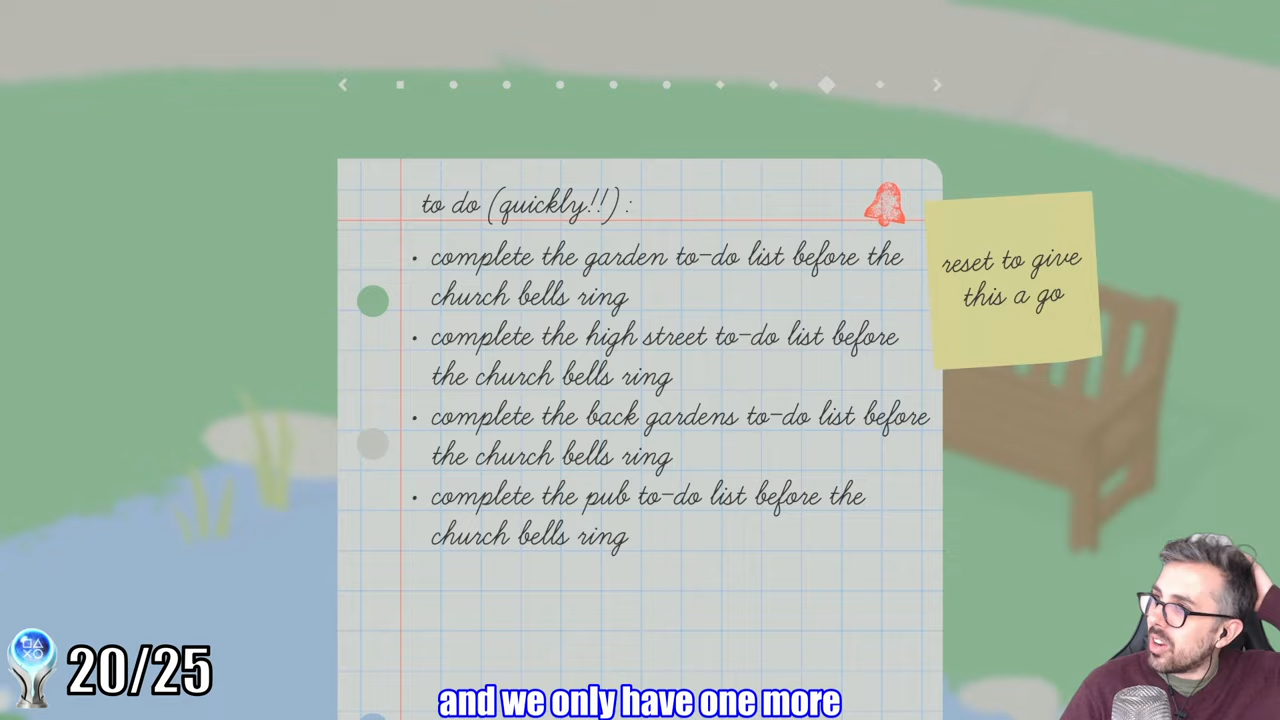 to do (quickly!!) :
• complete the garden to-do list before the
church bells ring
• complete the high street to-do list before
the church bells ring
• complete the back gardens to-do list before
the church bells ring
• complete the pub to-do list before the
church bells ring
reset to give
this a go
20/25
and we only have one more